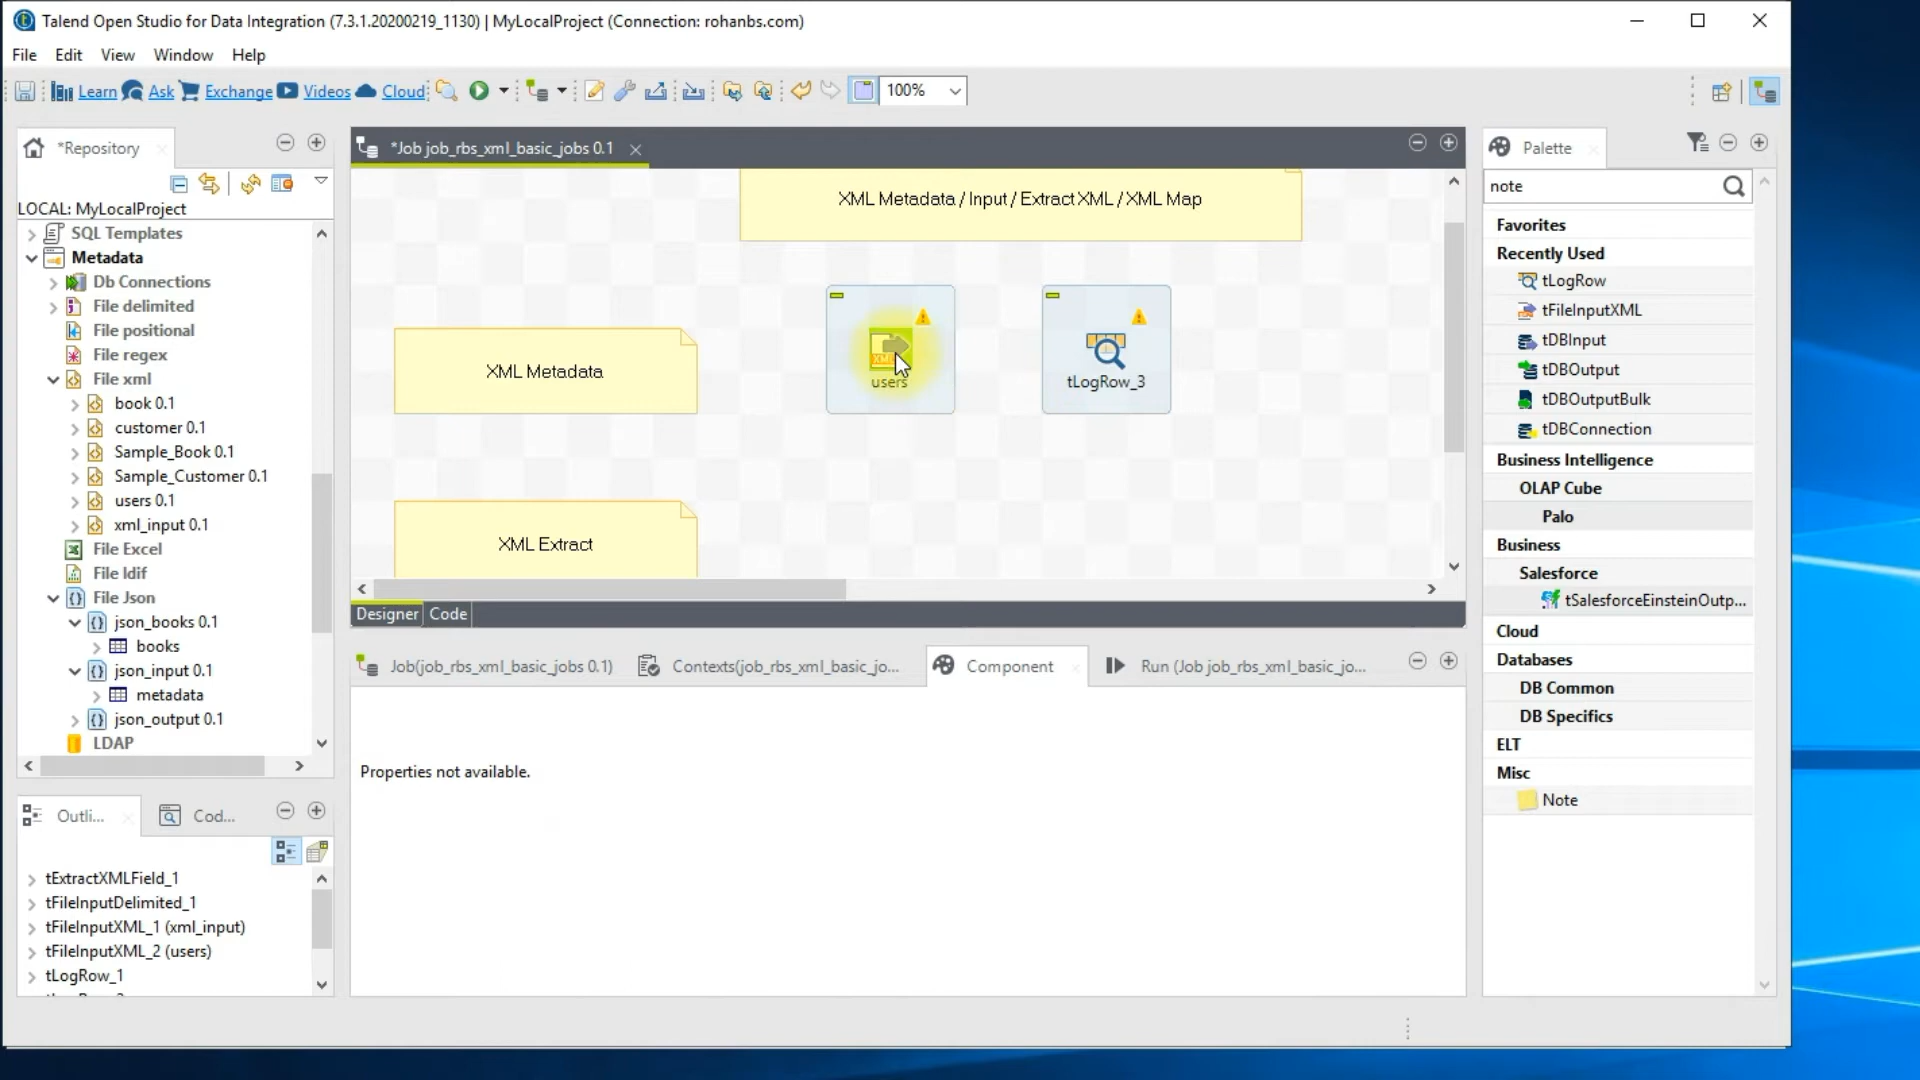 Talend Open Studio for Data Integration (7.3.1.20200219_1130) | MyLocalProject (Connection: rohanbs.com)
File Edit View Window Help
Learn Ask Exchange Videos Cloud 100%
*Repository
LOCAL: MyLocalProject
SQL Templates
Metadata
Db Connections
File delimited
File positional
File regex
File xml
book 0.1
customer 0.1
Sample_Book 0.1
Sample_Customer 0.1
users 0.1
xml_input 0.1
File Excel
File ldif
File Json
json_books 0.1
books
json_input 0.1
metadata
json_output 0.1
LDAP
Outli...
Cod...
tExtractXMLField_1
tFileInputDelimited_1
tFileInputXML_1 (xml_input)
tFileInputXML_2 (users)
tLogRow_1
*Job job_rbs_xml_basic_jobs 0.1
XML Metadata / Input / Extract XML / XML Map
XML Metadata
users
tLogRow_3
XML Extract
Designer Code
Job(job_rbs_xml_basic_jobs 0.1)
Contexts(job_rbs_xml_basic_jo...
Component
Run (Job job_rbs_xml_basic_jo...
Properties not available.
Palette
note
Favorites
Recently Used
tLogRow
tFileInputXML
tDBInput
tDBOutput
tDBOutputBulk
tDBConnection
Business Intelligence
OLAP Cube
Palo
Business
Salesforce
tSalesforceEinsteinOutp...
Cloud
Databases
DB Common
DB Specifics
ELT
Misc
Note